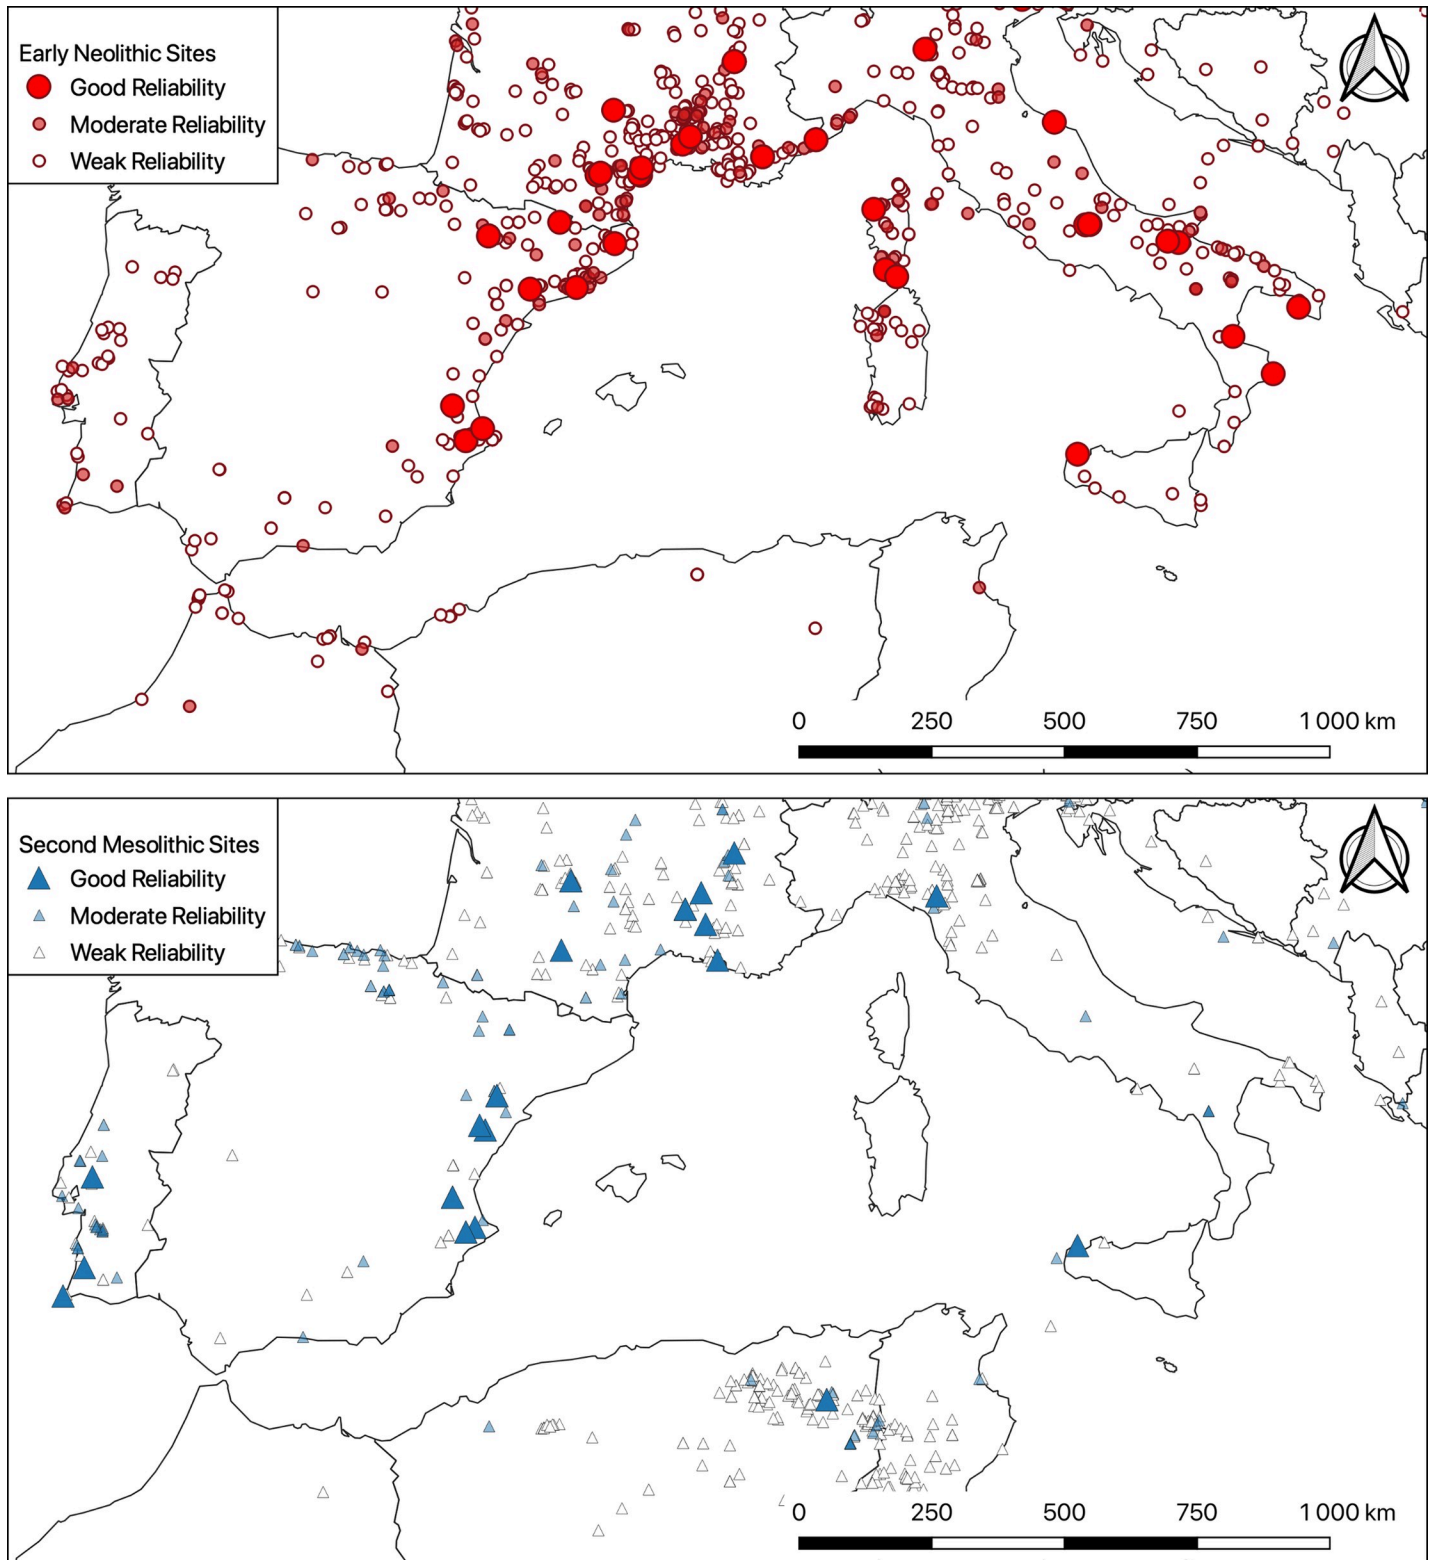 Early Neolithic Sites
Good Reliability
Moderate Reliability
Weak Reliability
0 250 500 750 1 000 km
Second Mesolithic Sites
Good Reliability
Moderate Reliability
Weak Reliability
0 250 500 750 1 000 km